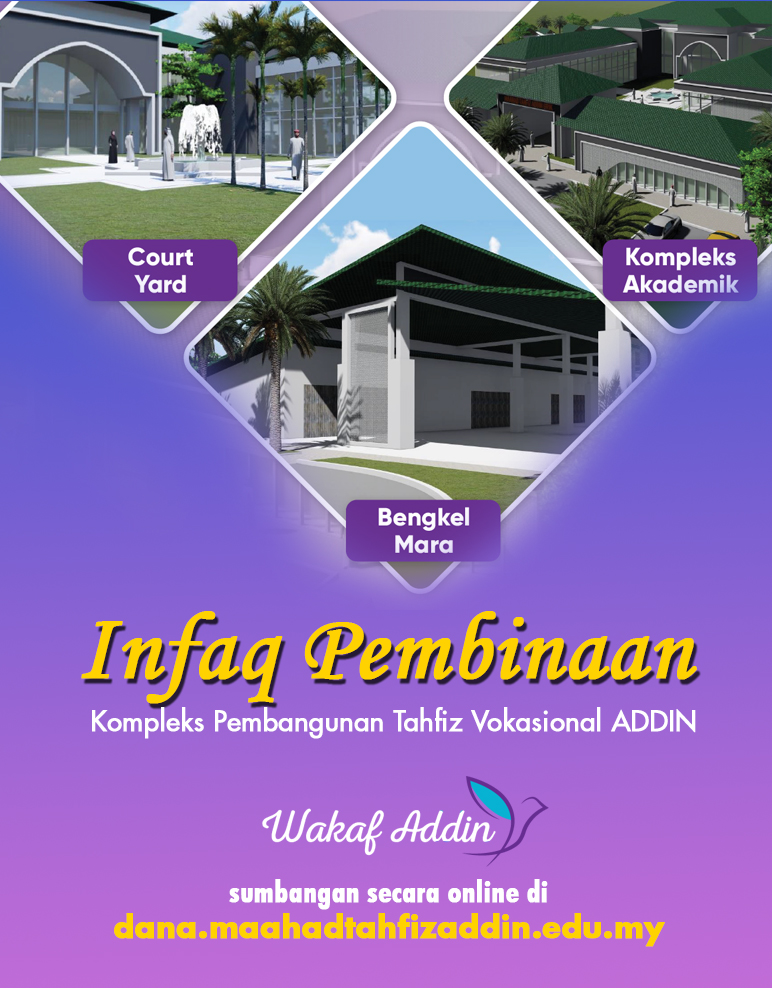 Court
Yard
Kompleks
Akademik
Bengkel
Mara
Infaq Pembinaan
Kompleks Pembangunan Tahfiz Vokasional ADDIN
Wakaf Addin
sumbangan secara online di
dana.maahadtahfizaddin.edu.my